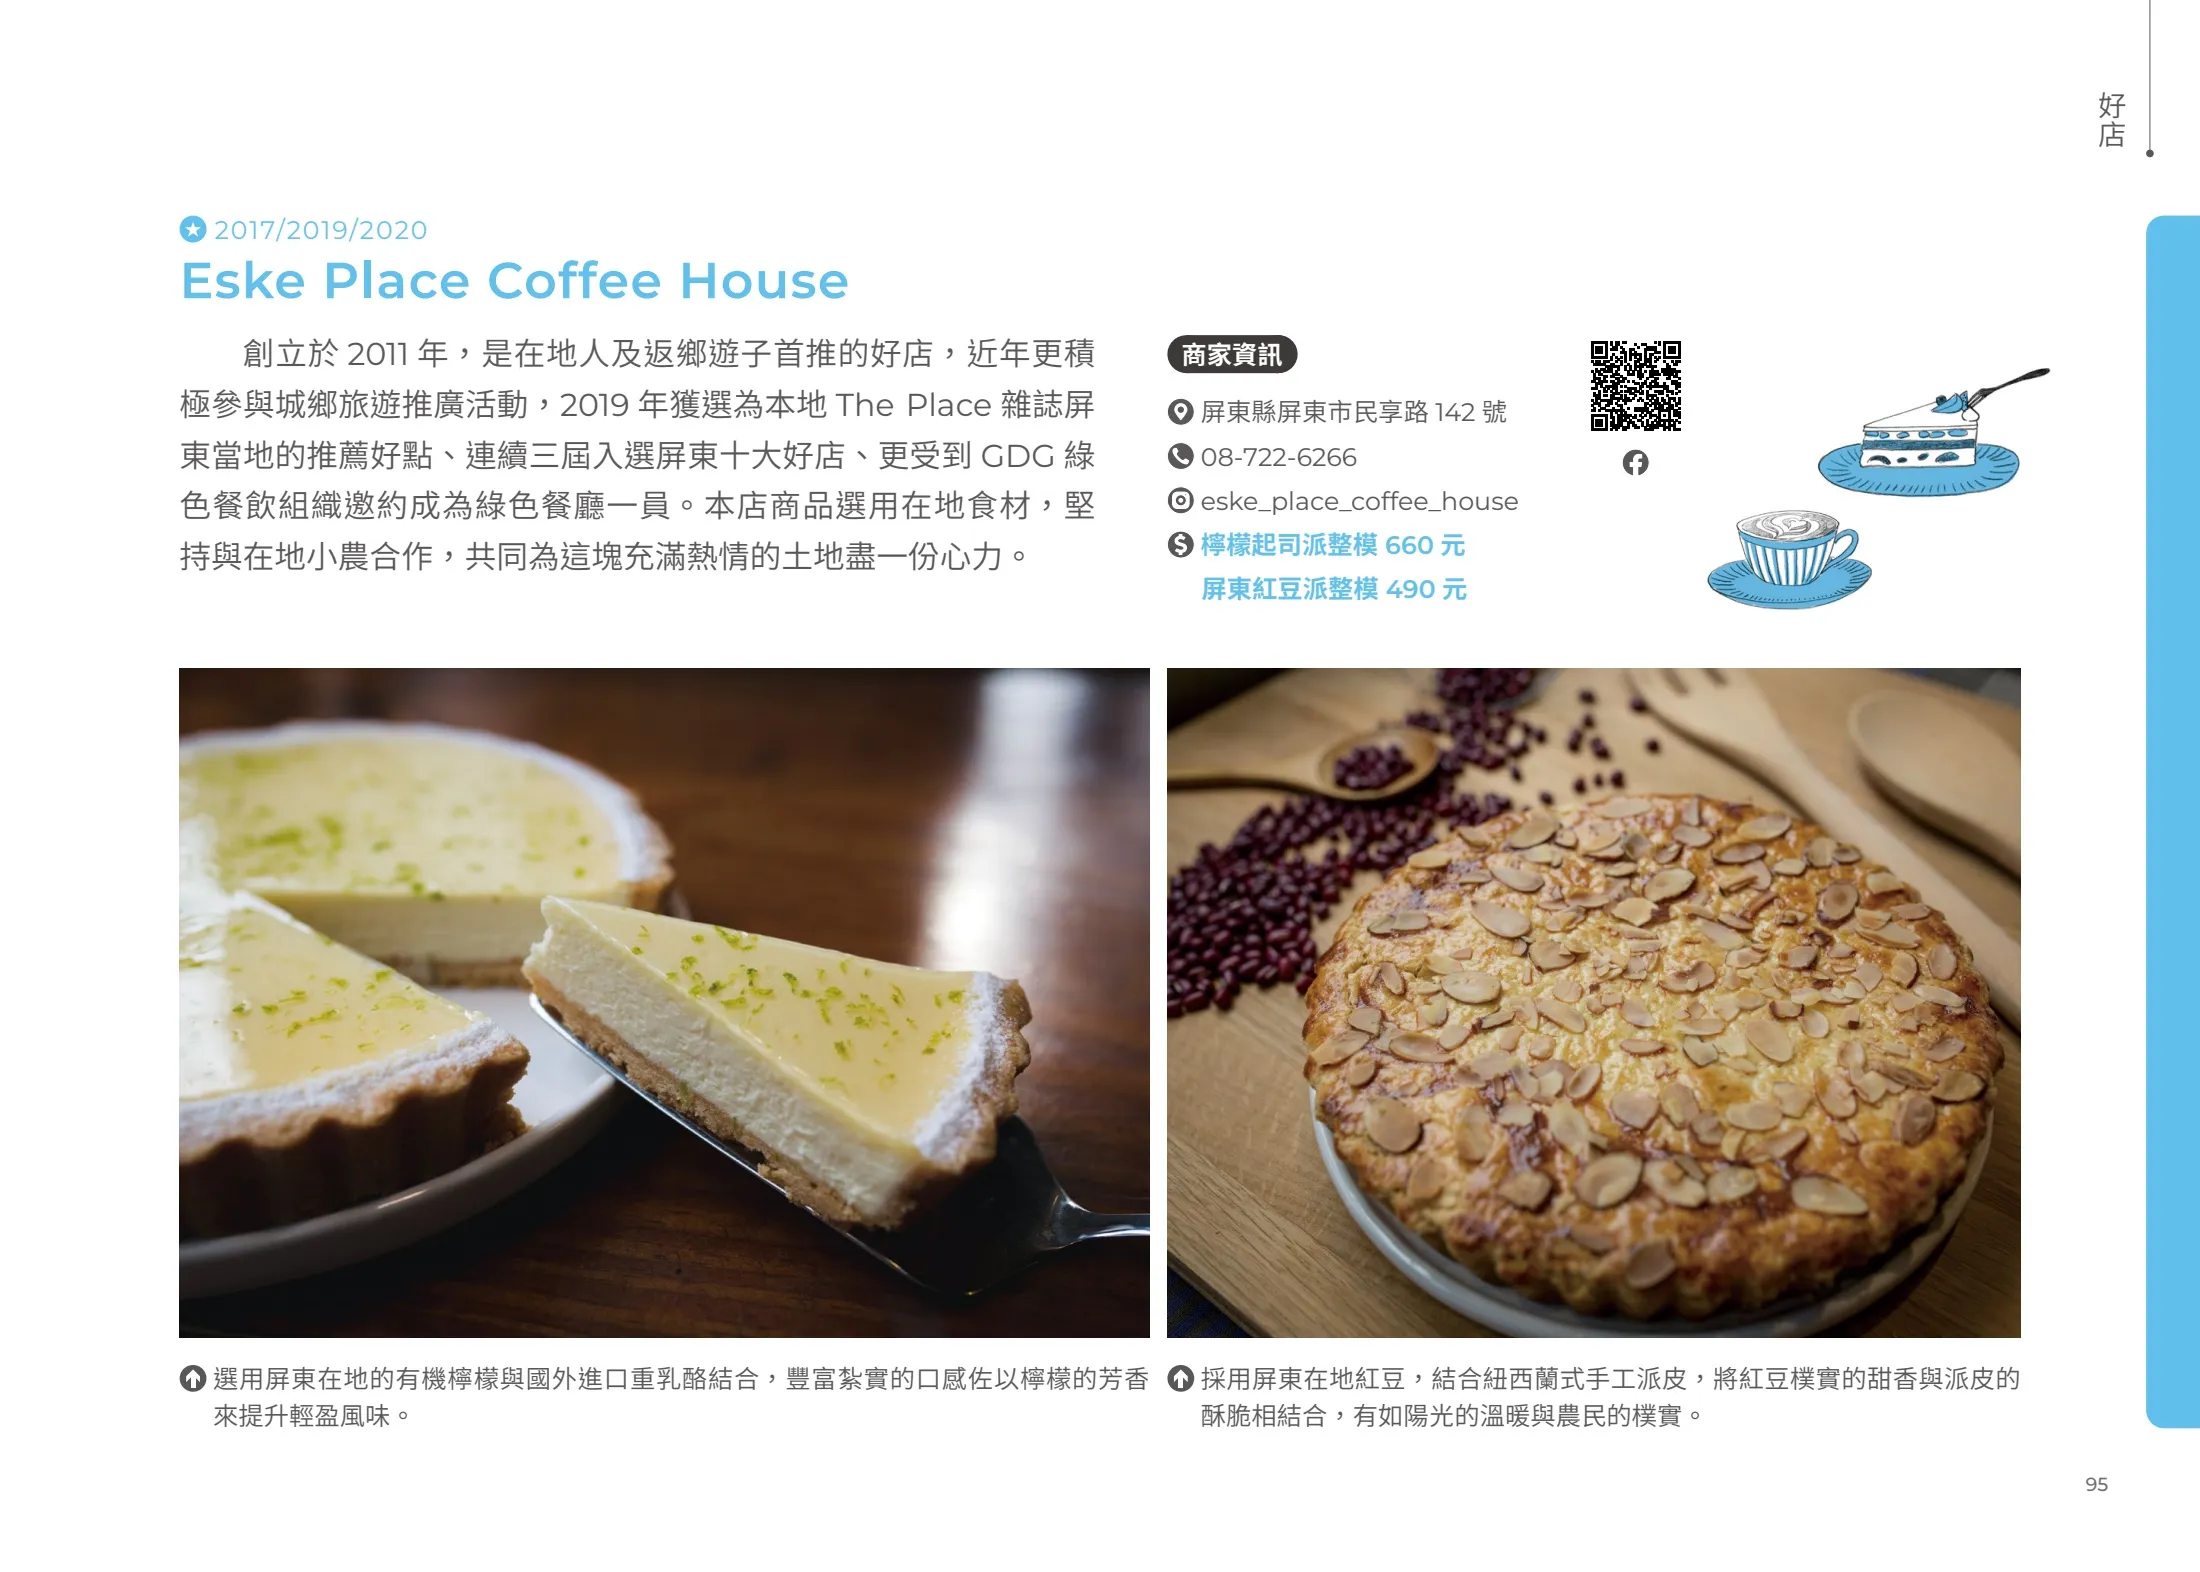 好店
2017/2019/2020
Eske Place Coffee House
創立於 2011 年，是在地人及返鄉遊子首推的好店，近年更積
極參與城鄉旅遊推廣活動，2019 年獲選為本地 The Place 雜誌屏
東當地的推薦好點、連續三屆入選屏東十大好店、更受到 GDG 綠
色餐飲組織邀約成為綠色餐廳一員。本店商品選用在地食材，堅
持與在地小農合作，共同為這塊充滿熱情的土地盡一份心力。
商家資訊
屏東縣屏東市民享路 142 號
08-722-6266
eske_place_coffee_house
檸檬起司派整模 660 元
屏東紅豆派整模 490 元
選用屏東在地的有機檸檬與國外進口重乳酪結合，豐富紮實的口感佐以檸檬的芳香
來提升輕盈風味。
採用屏東在地紅豆，結合紐西蘭式手工派皮，將紅豆樸實的甜香與派皮的
酥脆相結合，有如陽光的溫暖與農民的樸實。
95